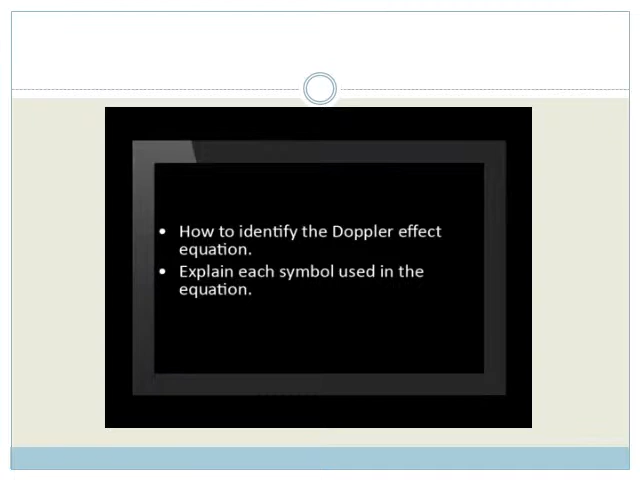 • How to identify the Doppler effect
equation.
• Explain each symbol used in the
equation.